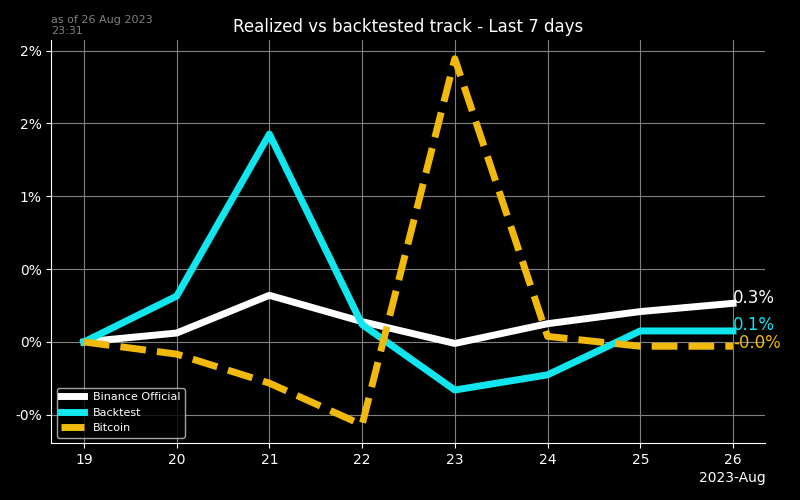 as of 26 Aug 2023
23:31
Realized vs backtested track - Last 7 days
2%
2%
1%
0%
0%
-0%
0.3%
0.1%
-0.0%
Binance Official
Backtest
Bitcoin
19 20 21 22 23 24 25 26
2023-Aug